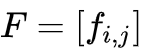 F = [f_{i,j}]